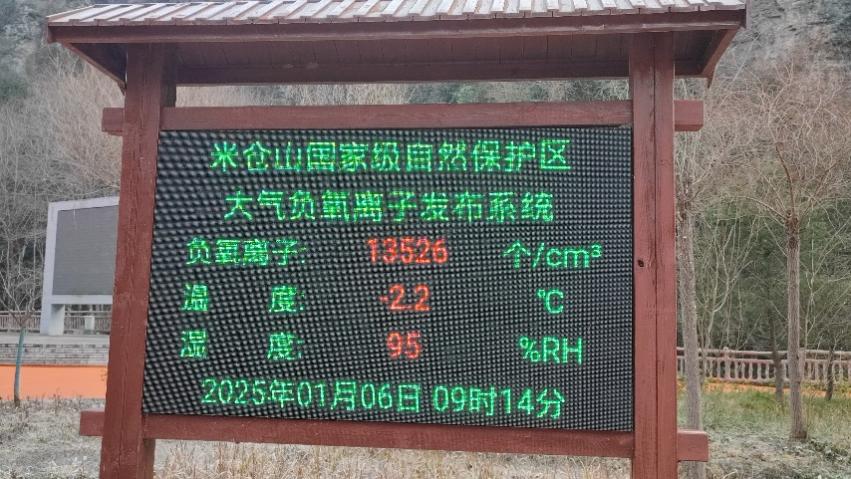 米仓山国家级自然保护区
大气负氧离子发布系统
负氧离子: 13526 个/cm³
温 度: -2.2 ℃
湿 度: 95 %RH
2025年01月06日 09时14分